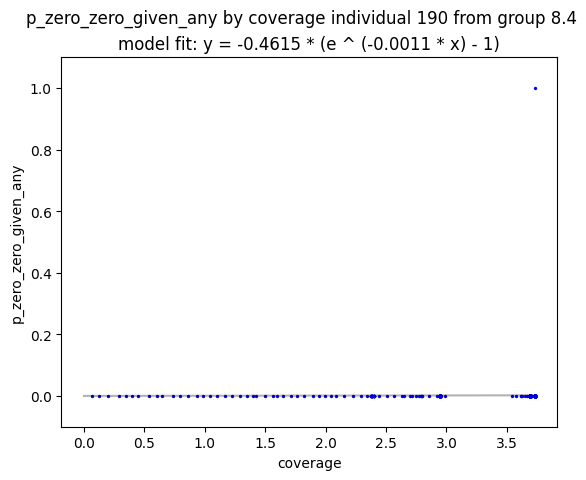 p_zero_zero_given_any by coverage individual 190 from group 8.4
model fit: y = -0.4615 * (e ^ (-0.0011 * x) - 1)
1.0
0.8
0.6
0.4
0.2
0.0
p_zero_zero_given_any
0.0 0.5 1.0 1.5 2.0 2.5 3.0 3.5
coverage